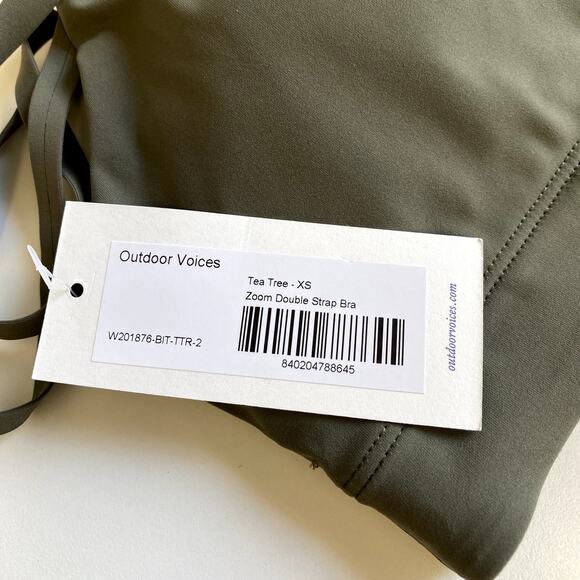 Outdoor Voices
Tea Tree - XS
Zoom Double Strap Bra
W201876-BIT-TTR-2
840204788645
outdoorvoices.com